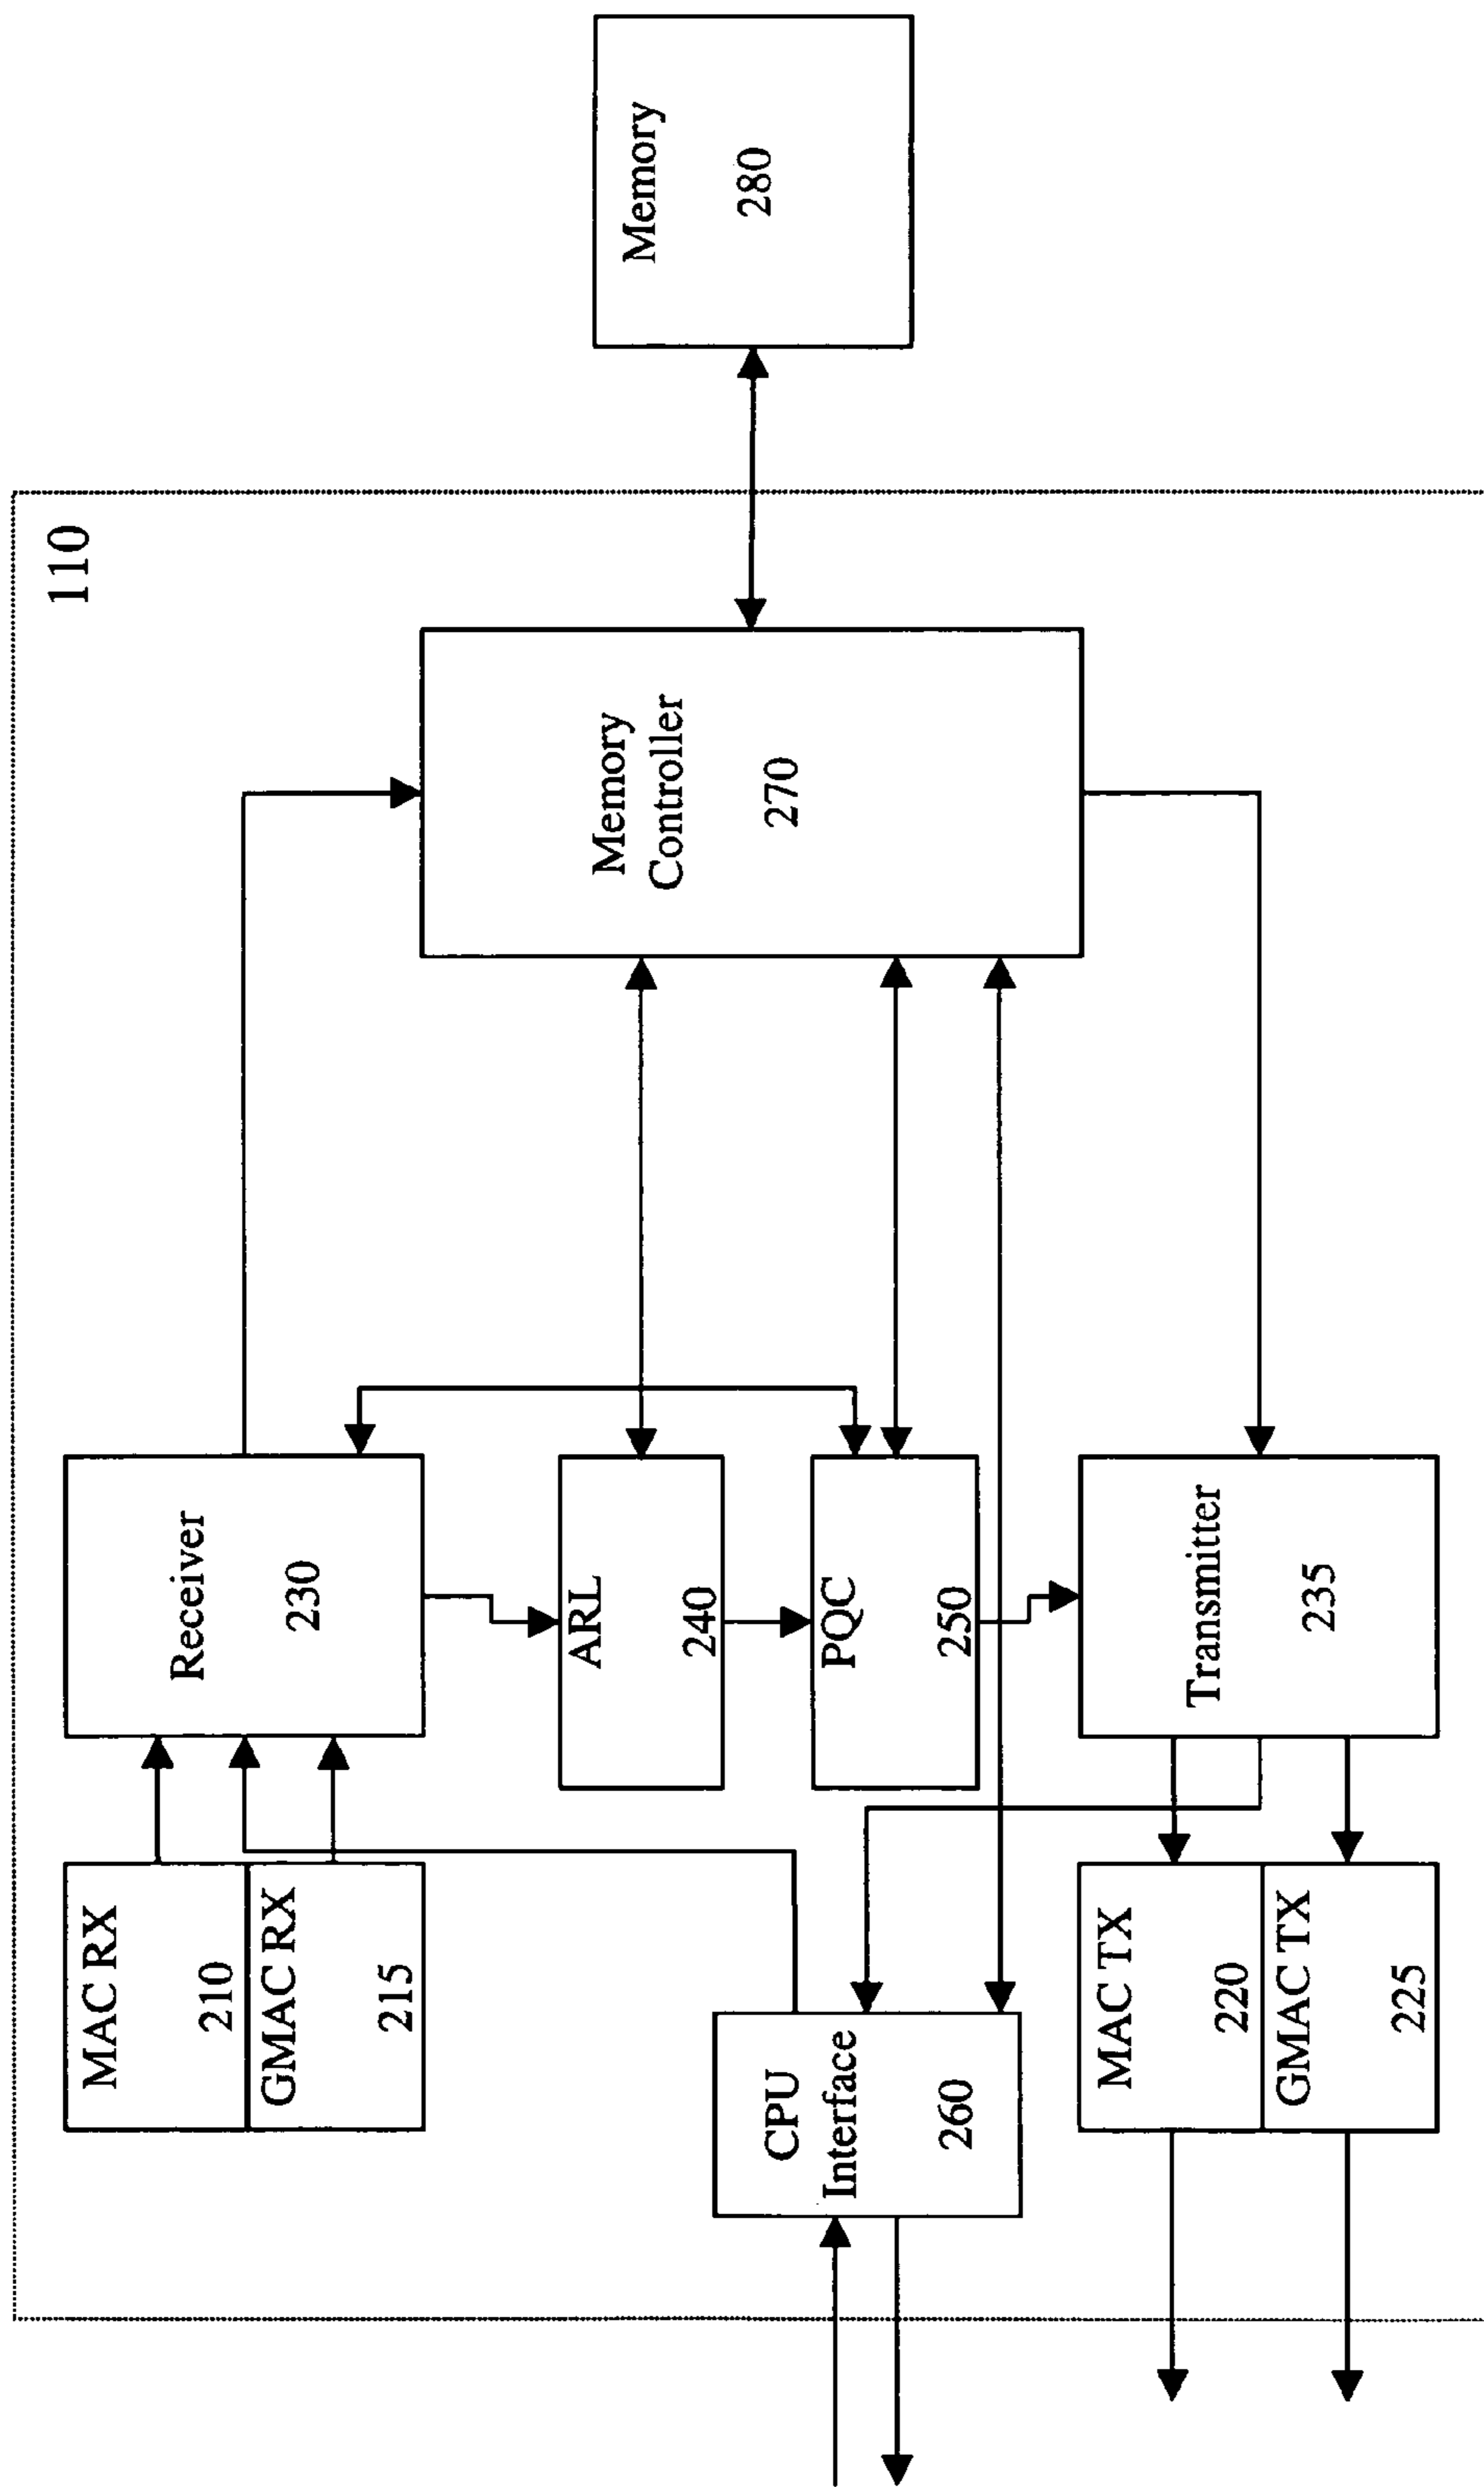 110
MAC RX
210
GMAC RX
215
Receiver
230
ARL
240
PQC
250
CPU
Interface
260
MAC TX
220
GMAC TX
225
Transmitter
235
Memory
Controller
270
Memory
280